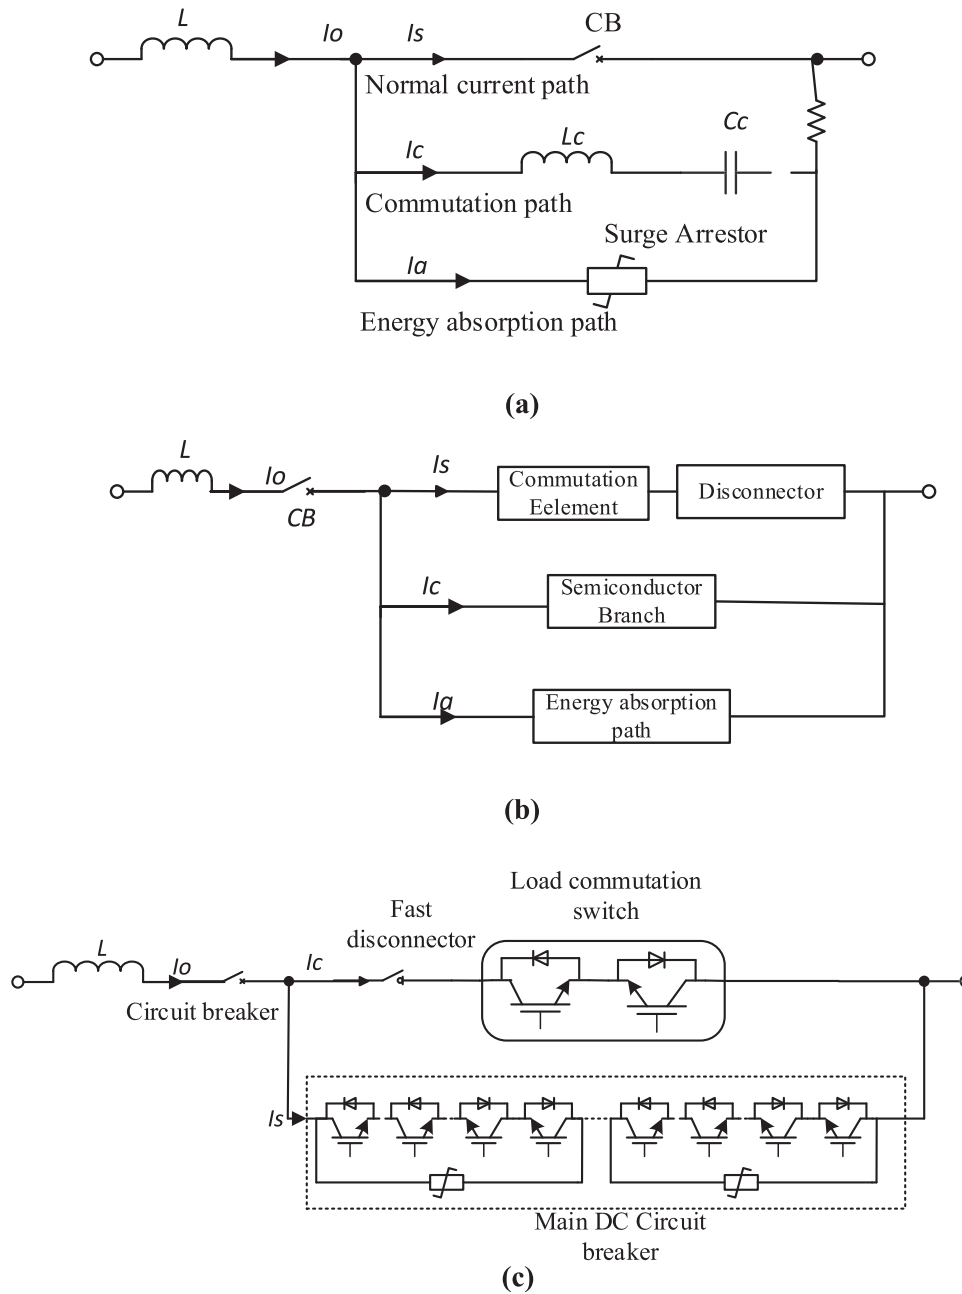 L
Io
Is
CB
Normal current path
Ic
Lc
Cc
Commutation path
Surge Arrestor
Ia
Energy absorption path
(a)
L
Io
CB
Is
Commutation
Eelement
Disconnector
Ic
Semiconductor
Branch
Ia
Energy absorption
path
(b)
Load commutation
switch
Fast
disconnector
L
Io
Ic
Circuit breaker
Is
Main DC Circuit
breaker
(c)